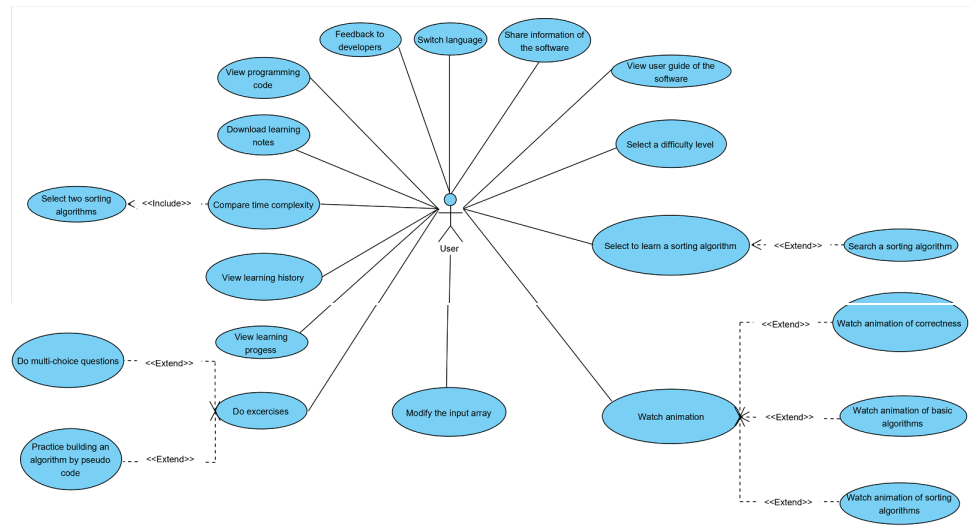 Feedback to
developers
Switch language
Share information of
the software
View programming
code
View user guide of the
software
Download learning
notes
Select a difficulty level
Select two sorting
algorithms
<<Include>>
Compare time complexity
User
Select to learn a sorting algorithm
<<Extend>>
Search a sorting algorithm
View learning history
<<Extend>>
Watch animation of correctness
View learning
progess
Do multi-choice questions
<<Extend>>
Do excercises
Modify the input array
Watch animation
<<Extend>>
Watch animation of basic
algorithms
Practice building an
algorithm by pseudo
code
<<Extend>>
<<Extend>>
Watch animation of sorting
algorithms